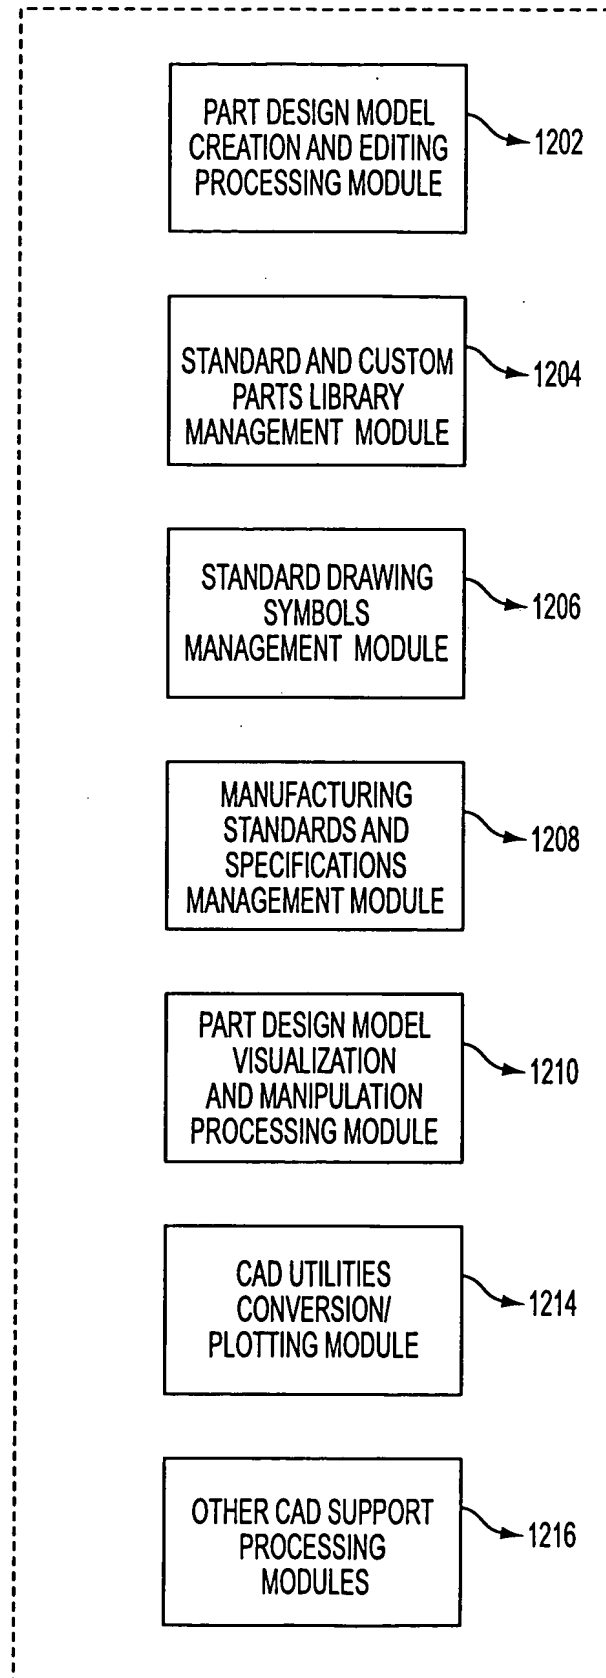 PART DESIGN MODEL
CREATION AND EDITING
PROCESSING MODULE
1202
STANDARD AND CUSTOM
PARTS LIBRARY
MANAGEMENT MODULE
1204
STANDARD DRAWING
SYMBOLS
MANAGEMENT MODULE
1206
MANUFACTURING
STANDARDS AND
SPECIFICATIONS
MANAGEMENT MODULE
1208
PART DESIGN MODEL
VISUALIZATION
AND MANIPULATION
PROCESSING MODULE
1210
CAD UTILITIES
CONVERSION/
PLOTTING MODULE
1214
OTHER CAD SUPPORT
PROCESSING
MODULES
1216